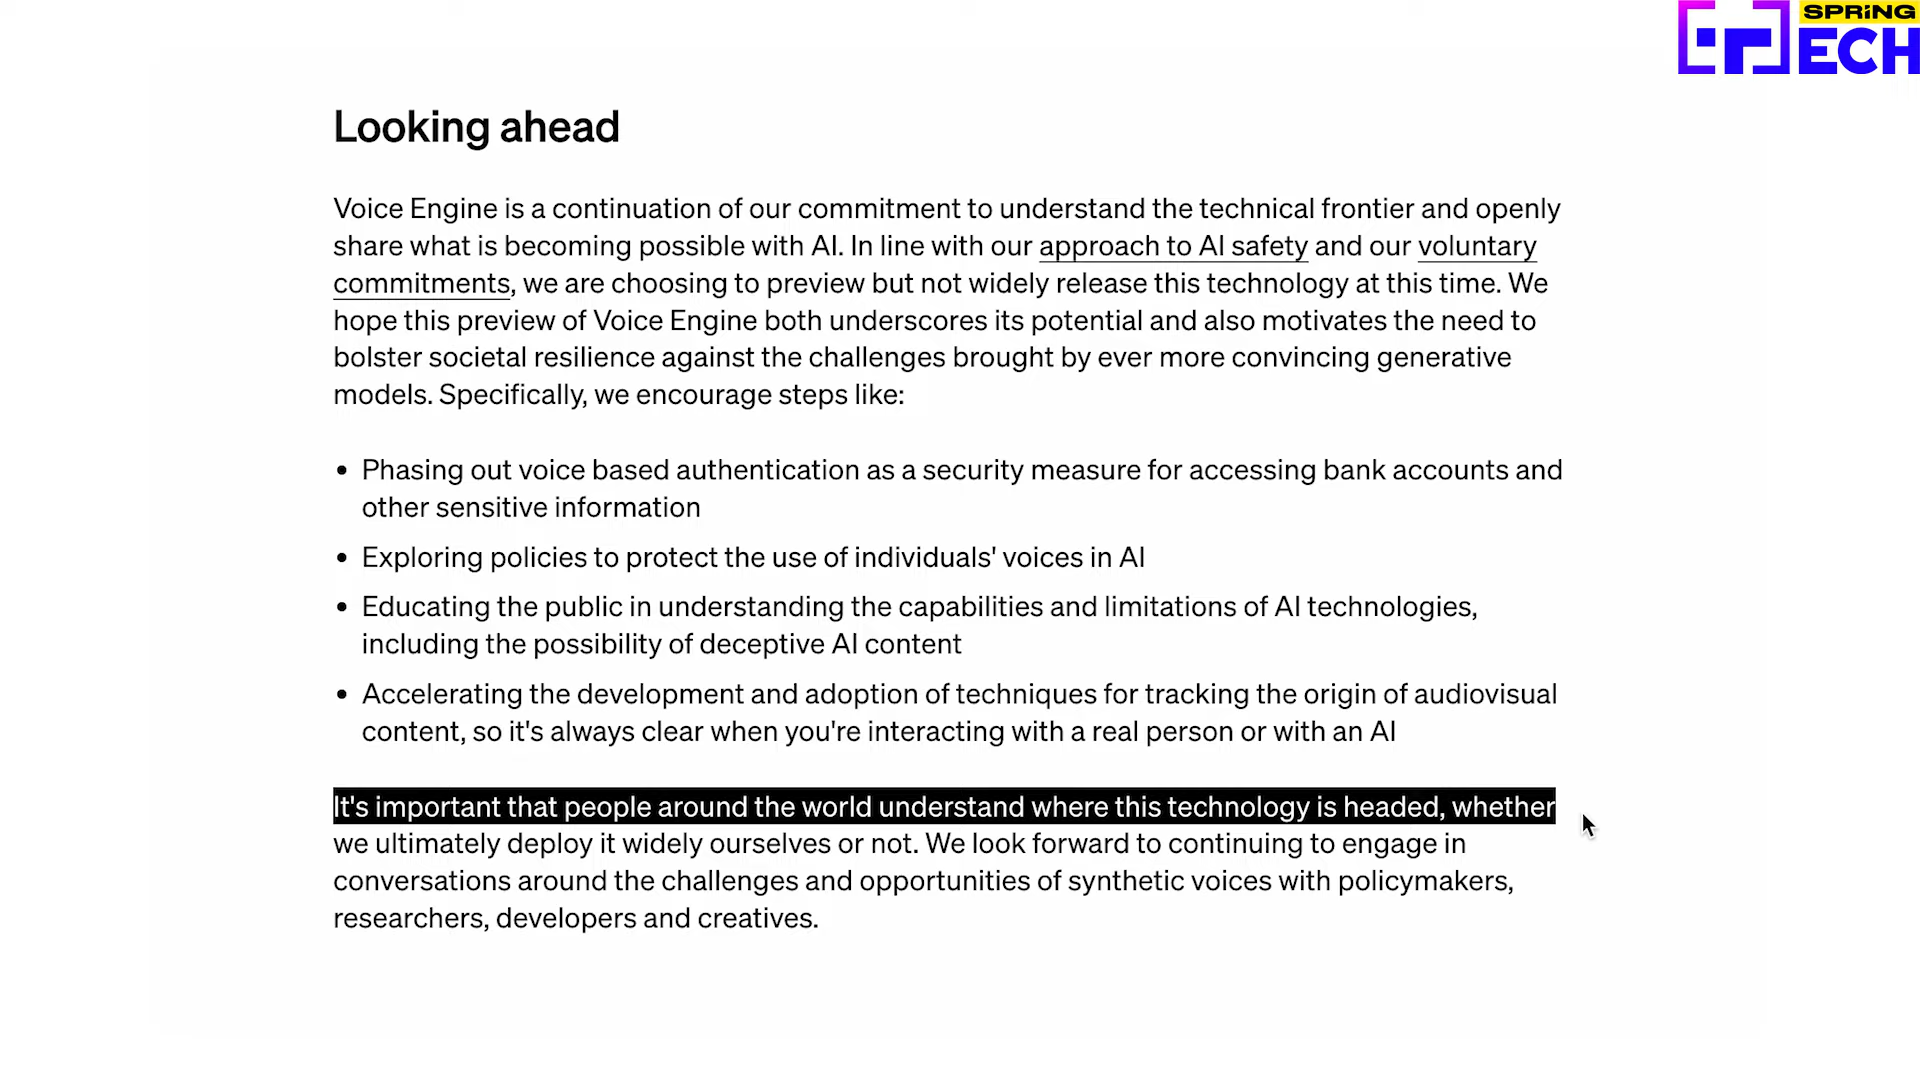 SPRiNG
TECH
Looking ahead
Voice Engine is a continuation of our commitment to understand the technical frontier and openly
share what is becoming possible with AI. In line with our approach to AI safety and our voluntary
commitments, we are choosing to preview but not widely release this technology at this time. We
hope this preview of Voice Engine both underscores its potential and also motivates the need to
bolster societal resilience against the challenges brought by ever more convincing generative
models. Specifically, we encourage steps like:
• Phasing out voice based authentication as a security measure for accessing bank accounts and
other sensitive information
• Exploring policies to protect the use of individuals' voices in AI
• Educating the public in understanding the capabilities and limitations of AI technologies,
including the possibility of deceptive AI content
• Accelerating the development and adoption of techniques for tracking the origin of audiovisual
content, so it's always clear when you're interacting with a real person or with an AI
It's important that people around the world understand where this technology is headed, whether
we ultimately deploy it widely ourselves or not. We look forward to continuing to engage in
conversations around the challenges and opportunities of synthetic voices with policymakers,
researchers, developers and creatives.